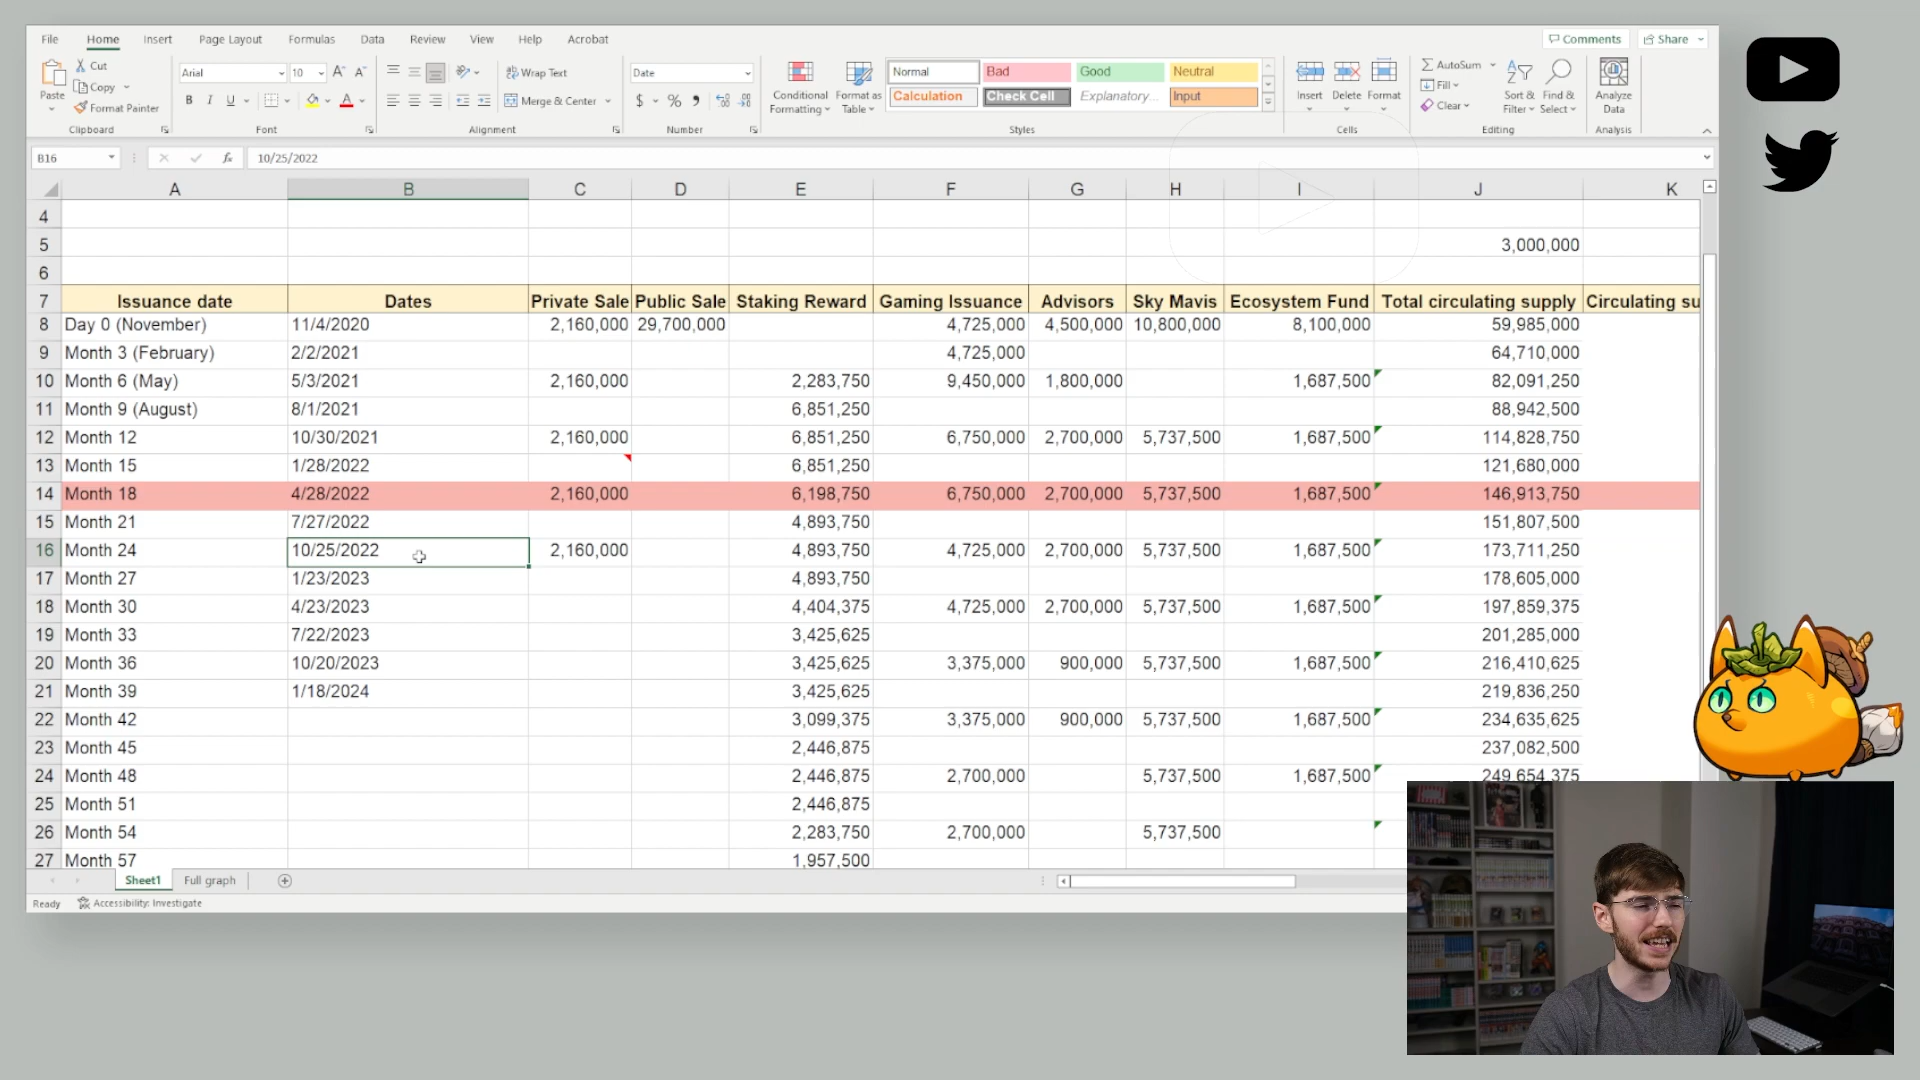 File Home Insert Page Layout Formulas Data Review View Help Acrobat Comments Share
Cut
Copy
Format Painter
Paste
Clipboard
Arial 10
B I U
Font
Wrap Text
Merge & Center
Alignment
Date
$ %
Number
Conditional Formatting
Format as Table
Normal Bad Good Neutral
Calculation Check Cell Explanatory... Input
Styles
Insert Delete Format
Cells
AutoSum
Fill
Clear
Sort & Filter
Find & Select
Editing
Analyze Data
Analysis
B16 fx 10/25/2022
A B C D E F G H I J K
4
5 3,000,000
6
7 Issuance date Dates Private Sale Public Sale Staking Reward Gaming Issuance Advisors Sky Mavis Ecosystem Fund Total circulating supply Circulating su
8 Day 0 (November) 11/4/2020 2,160,000 29,700,000 4,725,000 4,500,000 10,800,000 8,100,000 59,985,000
9 Month 3 (February) 2/2/2021 4,725,000 64,710,000
10 Month 6 (May) 5/3/2021 2,160,000 2,283,750 9,450,000 1,800,000 1,687,500 82,091,250
11 Month 9 (August) 8/1/2021 6,851,250 88,942,500
12 Month 12 10/30/2021 2,160,000 6,851,250 6,750,000 2,700,000 5,737,500 1,687,500 114,828,750
13 Month 15 1/28/2022 6,851,250 121,680,000
14 Month 18 4/28/2022 2,160,000 6,198,750 6,750,000 2,700,000 5,737,500 1,687,500 146,913,750
15 Month 21 7/27/2022 4,893,750 151,807,500
16 Month 24 10/25/2022 2,160,000 4,893,750 4,725,000 2,700,000 5,737,500 1,687,500 173,711,250
17 Month 27 1/23/2023 4,893,750 178,605,000
18 Month 30 4/23/2023 4,404,375 4,725,000 2,700,000 5,737,500 1,687,500 197,859,375
19 Month 33 7/22/2023 3,425,625 201,285,000
20 Month 36 10/20/2023 3,425,625 3,375,000 900,000 5,737,500 1,687,500 216,410,625
21 Month 39 1/18/2024 3,425,625 219,836,250
22 Month 42 3,099,375 3,375,000 900,000 5,737,500 1,687,500 234,635,625
23 Month 45 2,446,875 237,082,500
24 Month 48 2,446,875 2,700,000 5,737,500 1,687,500 249,654,375
25 Month 51 2,446,875
26 Month 54 2,283,750 2,700,000 5,737,500
27 Month 57 1,957,500
Sheet1 Full graph
Ready Accessibility: Investigate